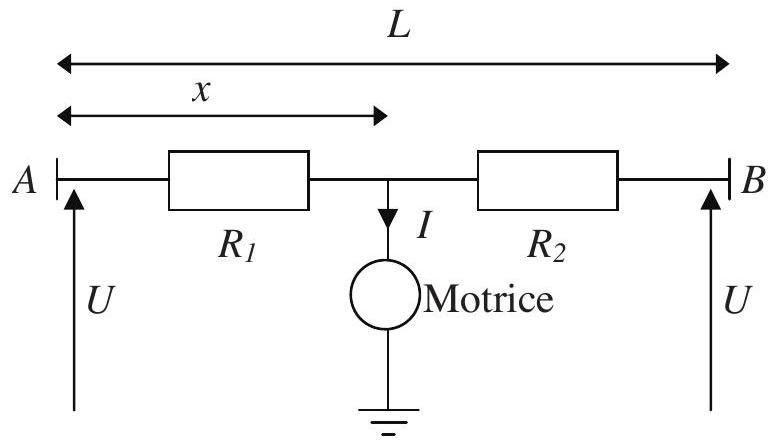 L
x
A B
R1 I R2
U Motrice U